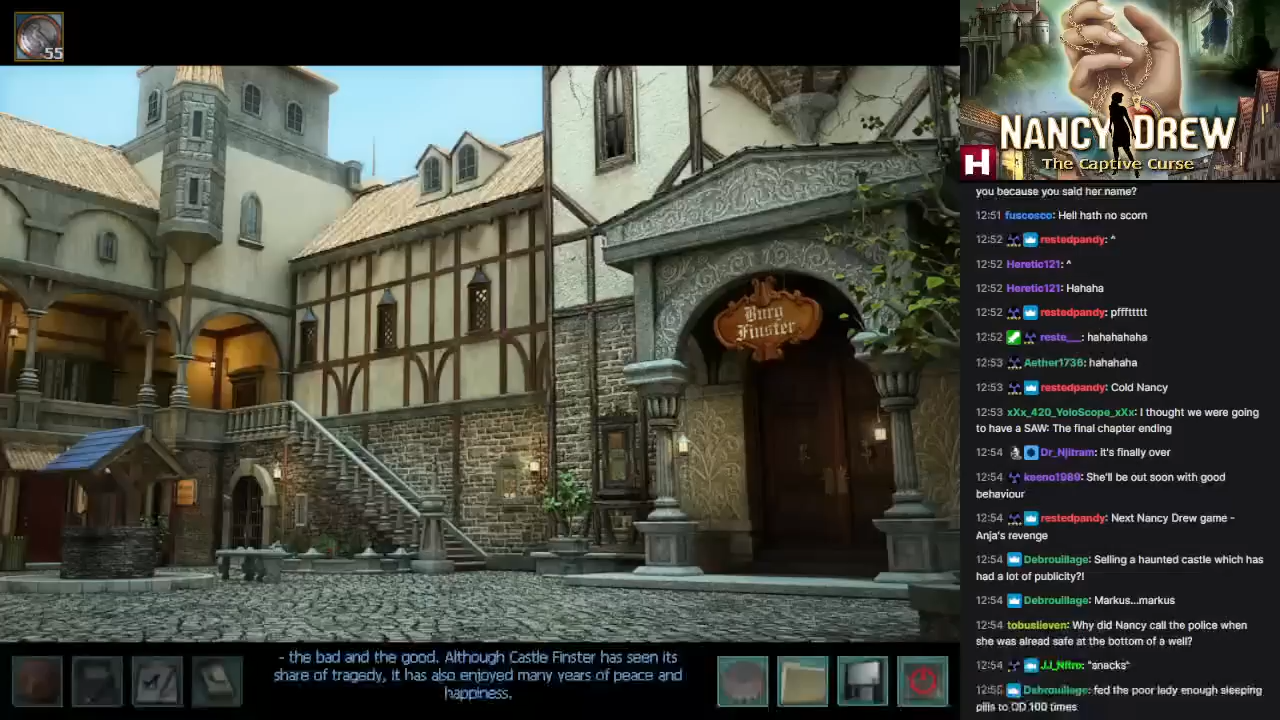 55
Burg
Finster
- the bad and the good. Although Castle Finster has seen its
share of tragedy, it has also enjoyed many years of peace and
happiness.
NANCY DREW
The Captive Curse
H
you because you said her name?
12:51 fuscosco: Hell hath no scorn
12:52 restedpandy: ^
12:52 Heretic121: ^
12:52 Heretic121: Hahaha
12:52 restedpandy: pfffttttt
12:52 reste___: hahahahaha
12:53 Aether1736: hahahaha
12:53 restedpandy: Cold Nancy
12:53 xXx_420_YoloScope_xXx: I thought we were going
to have a SAW: The final chapter ending
12:54 Dr_Njitram: it's finally over
12:54 keeno1989: She'll be out soon with good
behaviour
12:54 restedpandy: Next Nancy Drew game -
Anja's revenge
12:54 Debrouillage: Selling a haunted castle which has
had a lot of publicity?!
12:54 Debrouillage: Markus...markus
12:54 tobuslieven: Why did Nancy call the police when
she was alread safe at the bottom of a well?
12:54 JJ_Nitro: *snacks*
12:55 Debrouillage: fed the poor lady enough sleeping
pills to OD 100 times